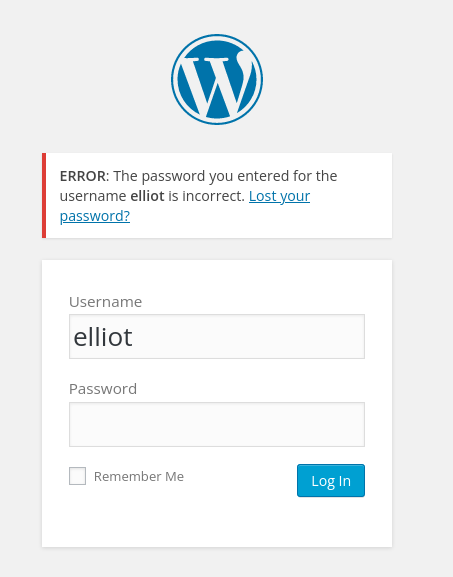 ERROR: The password you entered for the
username elliot is incorrect. Lost your
password?
Username
elliot
Password
Remember Me
Log In